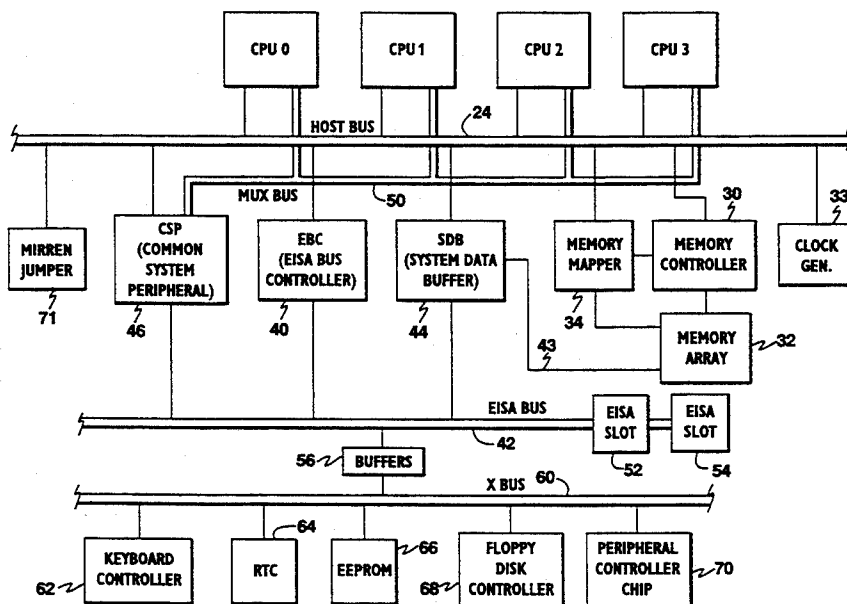 CPU 0
CPU 1
CPU 2
CPU 3
HOST BUS
24
MUX BUS
50
30
33
MIRREN
JUMPER
71
CSP
(COMMON
SYSTEM
PERIPHERAL)
46
EBC
(EISA BUS
CONTROLLER)
40
SDB
(SYSTEM DATA
BUFFER)
44
MEMORY
MAPPER
34
MEMORY
CONTROLLER
CLOCK
GEN.
43
MEMORY
ARRAY
32
EISA BUS
42
EISA
SLOT
52
EISA
SLOT
54
56
BUFFERS
X BUS
60
KEYBOARD
CONTROLLER
62
64
RTC
66
EEPROM
FLOPPY
DISK
CONTROLLER
68
PERIPHERAL
CONTROLLER
CHIP
70